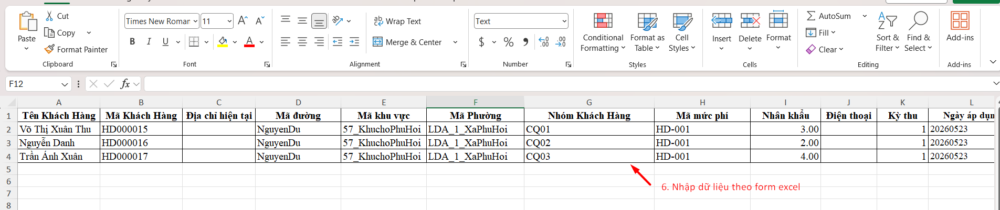 Cut
Copy
Format Painter
Paste
Clipboard
Times New Roman
11
B I U
A
Font
Wrap Text
Merge & Center
Alignment
Text
$ % ,
Number
Conditional Formatting
Format as Table
Cell Styles
Styles
Insert
Delete
Format
Cells
AutoSum
Fill
Clear
Sort & Filter
Find & Select
Editing
Add-ins
Add-ins
F12
fx
A B C D E F G H I J K L
1 Tên Khách Hàng Mã Khách Hàng Địa chỉ hiện tại Mã đường Mã khu vực Mã Phường Nhóm Khách Hàng Mã mức phí Nhân khẩu Điện thoại Kỳ thu Ngày áp dụn
2 Võ Thị Xuân Thu HD000015 NguyenDu 57_KhuchoPhuHoi LDA_1_XaPhuHoi CQ01 HD-001 3.00 1 20260523
3 Nguyễn Danh HD000016 NguyenDu 57_KhuchoPhuHoi LDA_1_XaPhuHoi CQ02 HD-001 2.00 1 20260523
4 Trần Ánh Xuân HD000017 NguyenDu 57_KhuchoPhuHoi LDA_1_XaPhuHoi CQ03 HD-001 4.00 1 20260523
5
6
7
8
6. Nhập dữ liệu theo form excel